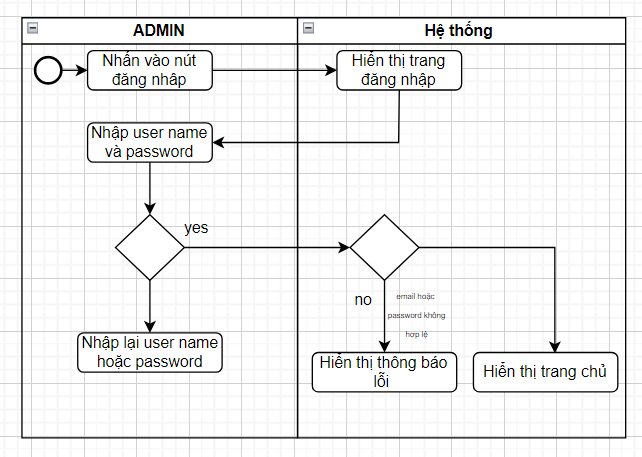 ADMIN
Hệ thống
Nhấn vào nút
đăng nhâp
Hiển thị trang
đăng nhập
Nhập user name
và password
yes
no
email hoặc
password không
hợp lệ
Nhập lại user name
hoặc password
Hiển thị thông báo
lỗi
Hiển thị trang chủ